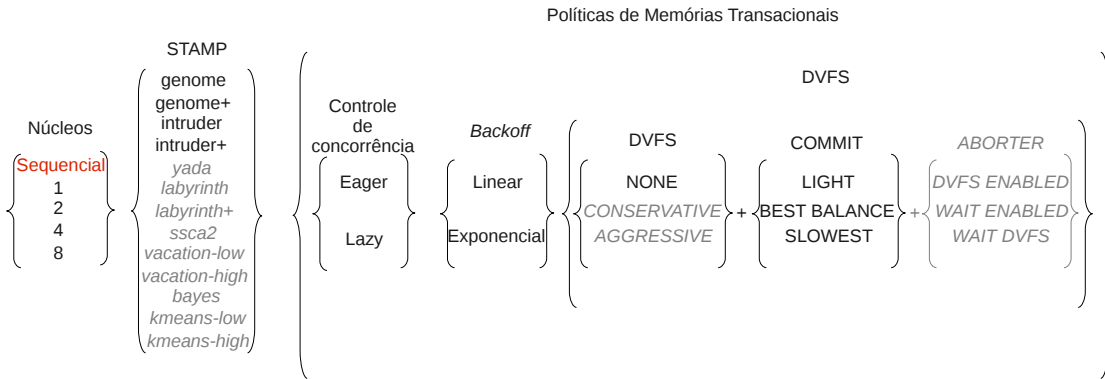 Políticas de Memórias Transacionais
STAMP
genome
genome+
intruder
intruder+
yada
labyrinth
labyrinth+
ssca2
vacation-low
vacation-high
bayes
kmeans-low
kmeans-high
Núcleos
Sequencial
1
2
4
8
Controle
de
concorrência
Eager
Lazy
Backoff
Linear
Exponencial
DVFS
DVFS
NONE
CONSERVATIVE
AGGRESSIVE
+
COMMIT
LIGHT
BEST BALANCE
SLOWEST
+
ABORTER
DVFS ENABLED
WAIT ENABLED
WAIT DVFS